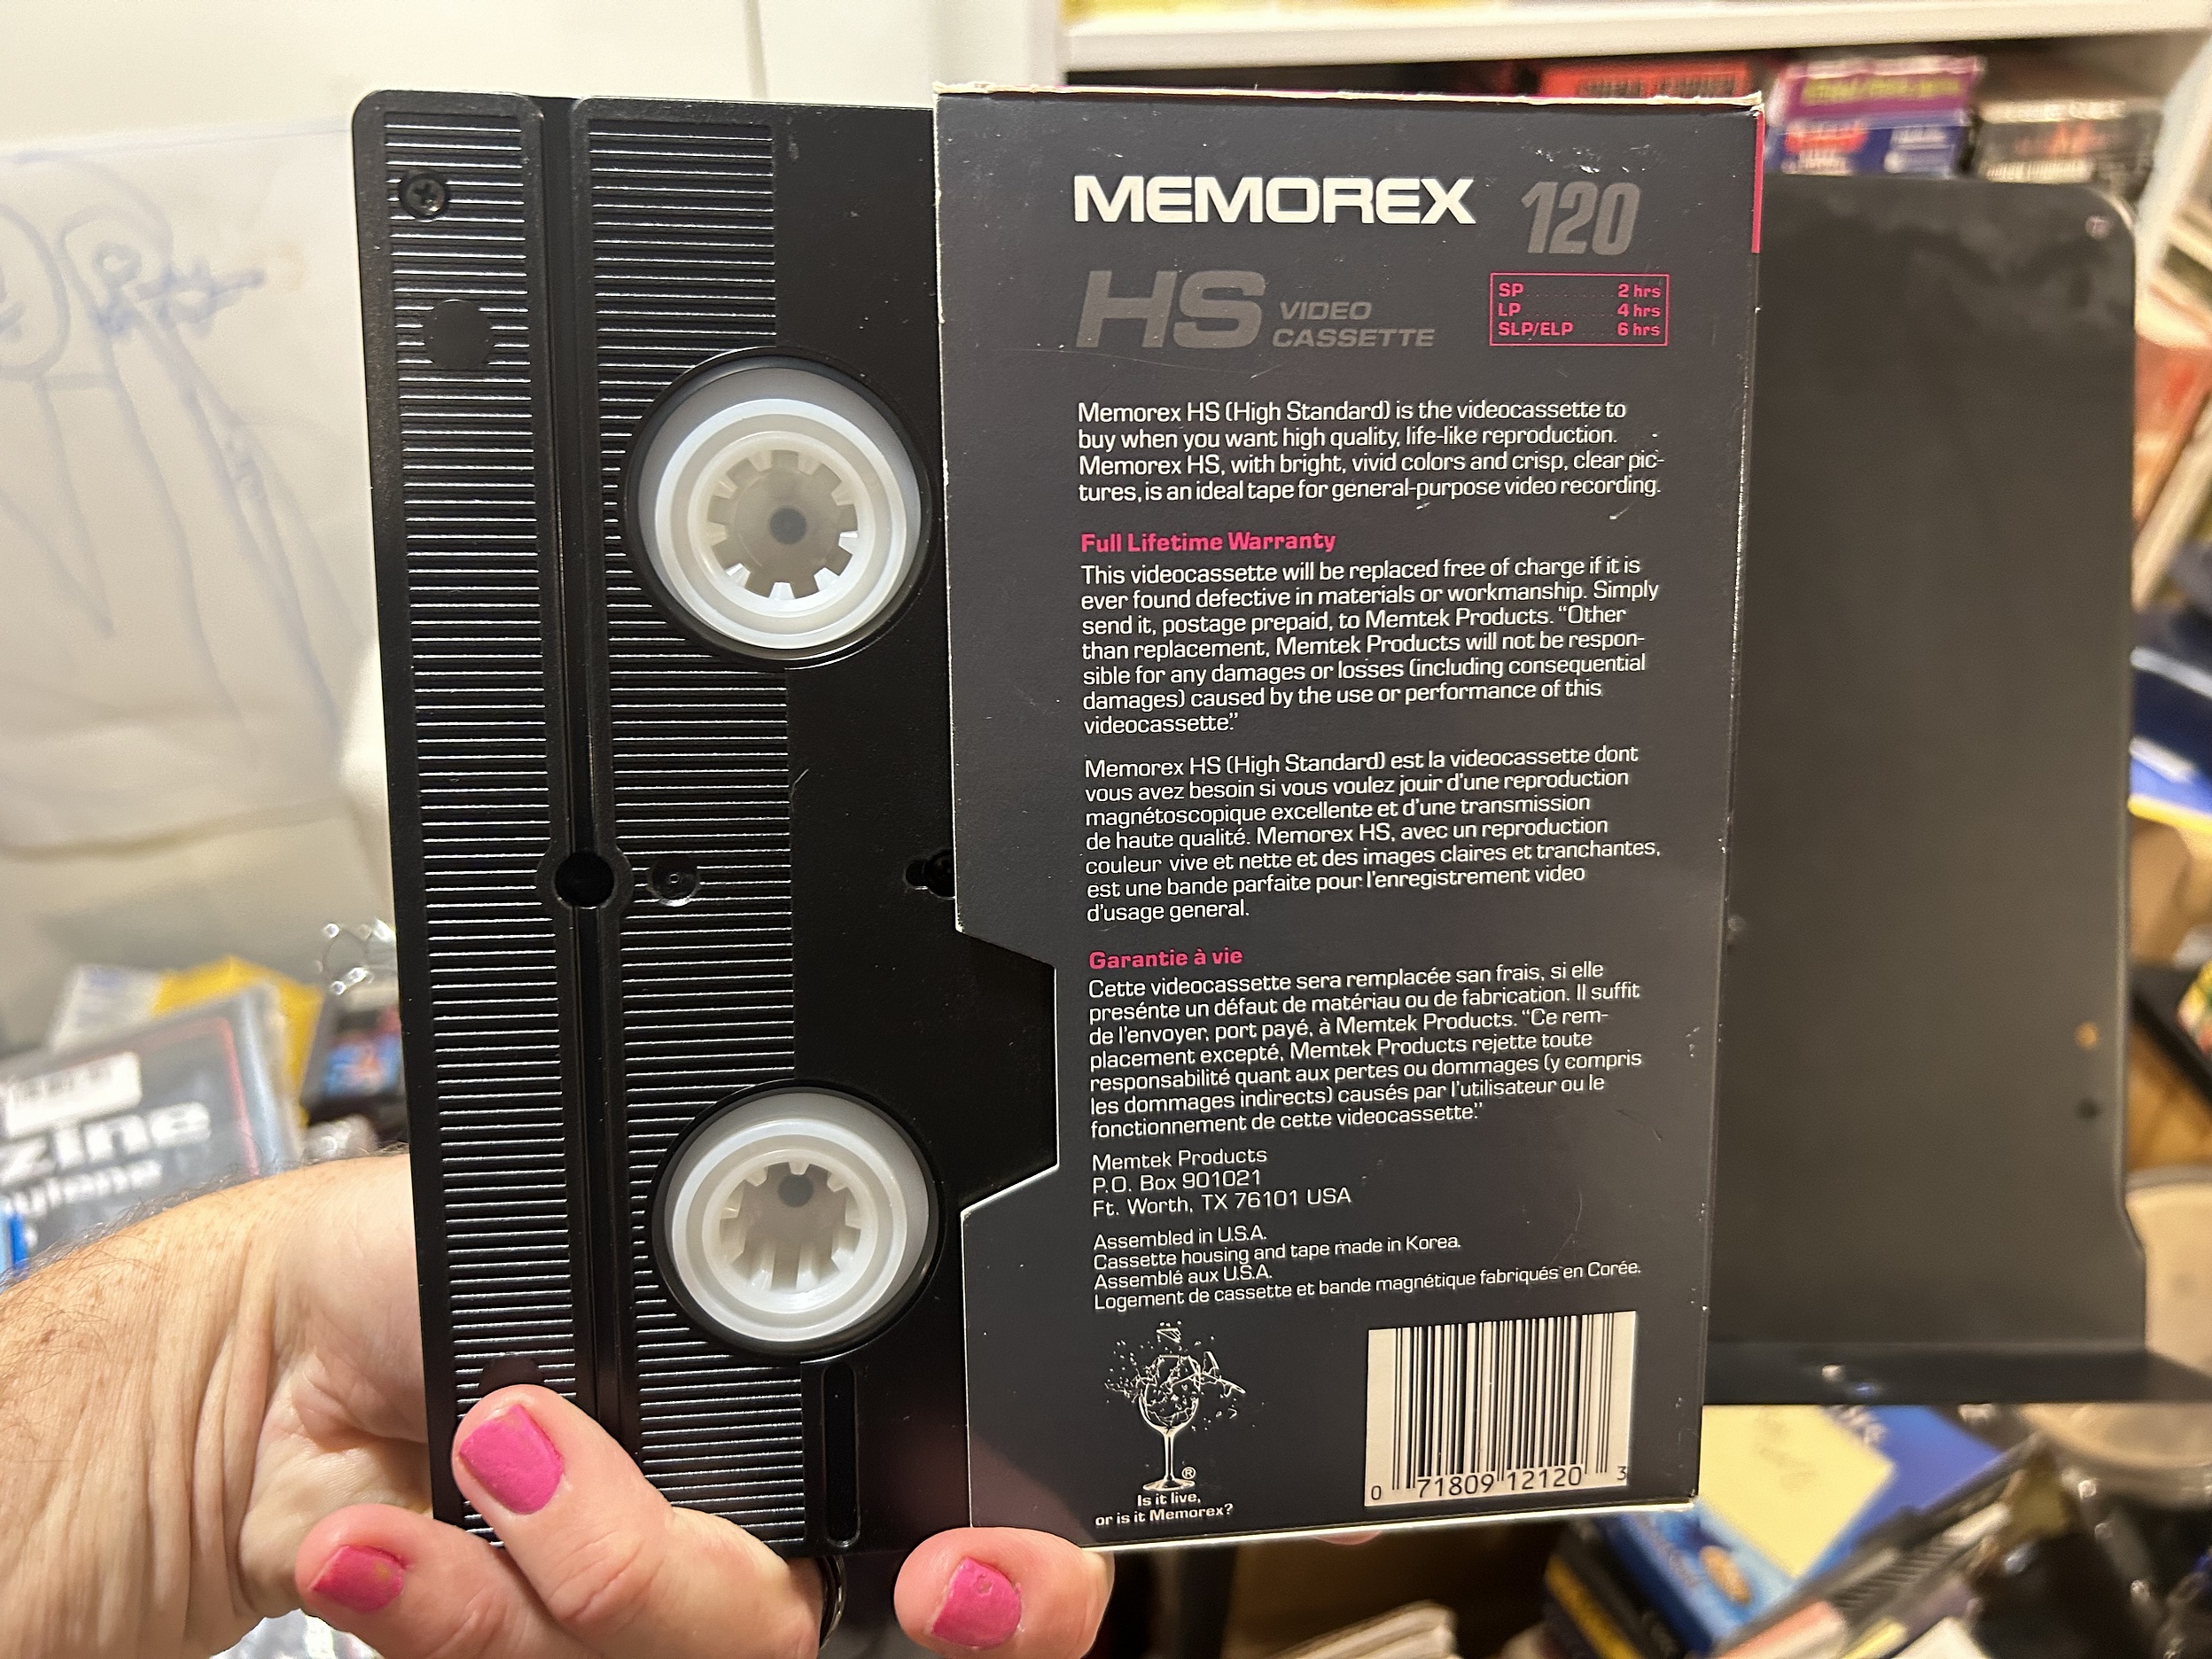 MEMOREX 120
HS VIDEO
CASSETTE
SP ........ 2 hrs
LP ........ 4 hrs
SLP/ELP .... 6 hrs
Memorex HS (High Standard) is the videocassette to
buy when you want high quality, life-like reproduction.
Memorex HS, with bright, vivid colors and crisp, clear pic-
tures, is an ideal tape for general-purpose video recording.
Full Lifetime Warranty
This videocassette will be replaced free of charge if it is
ever found defective in materials or workmanship. Simply
send it, postage prepaid, to Memtek Products. “Other
than replacement, Memtek Products will not be respon-
sible for any damages or losses (including consequential
damages) caused by the use or performance of this
videocassette.”
Memorex HS (High Standard) est la videocassette dont
vous avez besoin si vous voulez jouir d'une reproduction
magnétoscopique excellente et d'une transmission
de haute qualité. Memorex HS, avec un reproduction
couleur vive et nette et des images claires et tranchantes,
est une bande parfaite pour l'enregistrement video
d'usage general.
Garantie à vie
Cette videocassette sera remplacée san frais, si elle
presénte un défaut de matériau ou de fabrication. Il suffit
de l'envoyer, port payé, à Memtek Products. “Ce rem-
placement excepté, Memtek Products rejette toute
responsabilité quant aux pertes ou dommages (y compris
les dommages indirects) causés par l'utilisateur ou le
fonctionnement de cette videocassette.”
Memtek Products
P.O. Box 901021
Ft. Worth, TX 76101 USA
Assembled in U.S.A.
Cassette housing and tape made in Korea.
Assemblé aux U.S.A.
Logement de cassette et bande magnétique fabriqués en Corée.
®
Is it live,
or is it Memorex?
0 71809 12120 3
zine